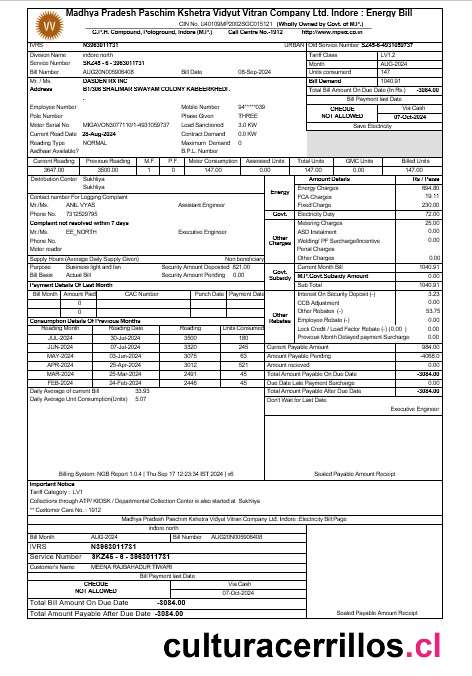 Madhya Pradesh Paschim Kshetra Vidyut Vitran Company Ltd. Indore : Energy Bill
CIN No. U40109MP2002SGC015121 (Wholly Owned by Govt. of M.P.)
G.P.H. Compound, Pologround, Indore (M.P.) Call Centre No.-1912 http://www.mpez.co.in
IVRS N3963011731 URBAN Old Service Number SZ45-6-4931059737
Division Name indore north Tariff Class LV1.2
Service Number SKZ45 - 6 - 3963011731 Month AUG-2024
Bill Number AUG20N005906408 Bill Date 08-Sep-2024 Units consumed 147
Bill Demand 1040.91
Mr. / Ms. DASDEN RX INC Total Bill Amount On Due Date (In Rs.) -3084.00
Address B1/306 SHALIMAR SWAYAM COLONY KABEERKHEDI .
Bill Payment last Date
CHEQUE NOT ALLOWED Via Cash
07-Oct-2024
Save Electricity
Employee Number Mobile Number 94*****039
Pole Number Phase Given THREE
Meter Serial No MIGAVON3077110/1-4931059737 Load Sanctioned 3.0 KW
Current Read Date 28-Aug-2024 Contract Demand 0.0 KW
Reading Type NORMAL Maximum Demand 0
Aadhaar Available? B.P.L. Number
Current Reading Previous Reading M.F P.F. Meter Consumption Assessed Units Total Units GMC Units Billed Units
3647.00 3500.00 1 0 147.00 0.00 147.00 0.00 147.00
Distribution Center Sukhliya
Sukhliya
Contact number For Logging Complaint
Mr./Ms. ANIL VYAS Assistant Engineer
Phone No. 7312529795
Complaint not resolved within 7 days
Mr./Ms. EE_NORTH Executive Engineer
Phone No.
Meter reader
Supply Hours (Average Daily Supply Given) Non beneficiary
Purpose Business light and fan Security Amount Deposited 821.00
Bill Basis Actual Bill Security Amount Pending 0.00
Payment Details Of Last Month
Bill Month Amount Paid CAC Number Punch Date Payment Date
0
0
Consumption Details Of Previous Months
Reading Month Reading Date Reading Units Consumed
JUL-2024 30-Jul-2024 3500 180
JUN-2024 07-Jul-2024 3320 245
MAY-2024 03-Jun-2024 3075 63
APR-2024 25-Apr-2024 3012 521
MAR-2024 25-Mar-2024 2491 45
FEB-2024 24-Feb-2024 2446 45
Daily Average of current Bill 33.93
Daily Average Unit Consumption(Units) 5.07
Amount Details Rs / Paise
Energy
Energy Charges 694.80
FCA Charges 19.11
Fixed Charge 230.00
Govt. Electricity Duty 72.00
Other Charges
Metering Charges 25.00
ASD Instalment 0.00
Welding/ PF Surcharge/Incentive 0.00
Penal Charges
Other Charges 0.00
Govt. Subsidy
Current Month Bill 1040.91
M.P.Govt.Subsidy Amount 0.00
Sub Total 1040.91
Other Rebates
Interest On Security Deposit (-) 3.23
CCB Adjustment 0.00
Other Rebates (-) 53.75
Employee Rebate (-) 0.00
Lock Credit / Load Factor Rebate (-) (0.00 ) 0.00
Previous Month Delayed payment Surcharge 0.00
Current Payable Amount 984.00
Amount Payable Pending -4068.0
Amount recieved 0.00
Total Amount Payable On Due Date -3084.00
Due Date Late Payment Surcharge 0.00
Total Amount Payable After Due Date -3084.00
Don't Wait for Last Date.
Executive Engineer
Billing System: NGB Report 1.0.4 | Thu Sep 17 12:23:34 IST 2024 | v6 Sealed Payable Amount Receipt
Important Notice
Tariff Category : LV1
Collections through ATP/ KIOSK / Departmental Collection Center is also started at Sukhliya
** Customer Care No. : 1912
Madhya Pradesh Paschim Kshetra Vidyut Vitran Company Ltd. Indore :Electricity Bill Page
indore north
Bill Month AUG-2024 Bill Number AUG20N005906408
IVRS N3963011731
Service Number SKZ45 - 6 - 3963011731
Customer's Name MEENA RAJBAHADUR TIWARI
Bill Payment last Date
CHEQUE NOT ALLOWED Via Cash
07-Oct-2024
Total Bill Amount On Due Date -3084.00
Total Amount Payable After Due Date -3084.00
Sealed Payable Amount Receipt
culturacerrillos.cl